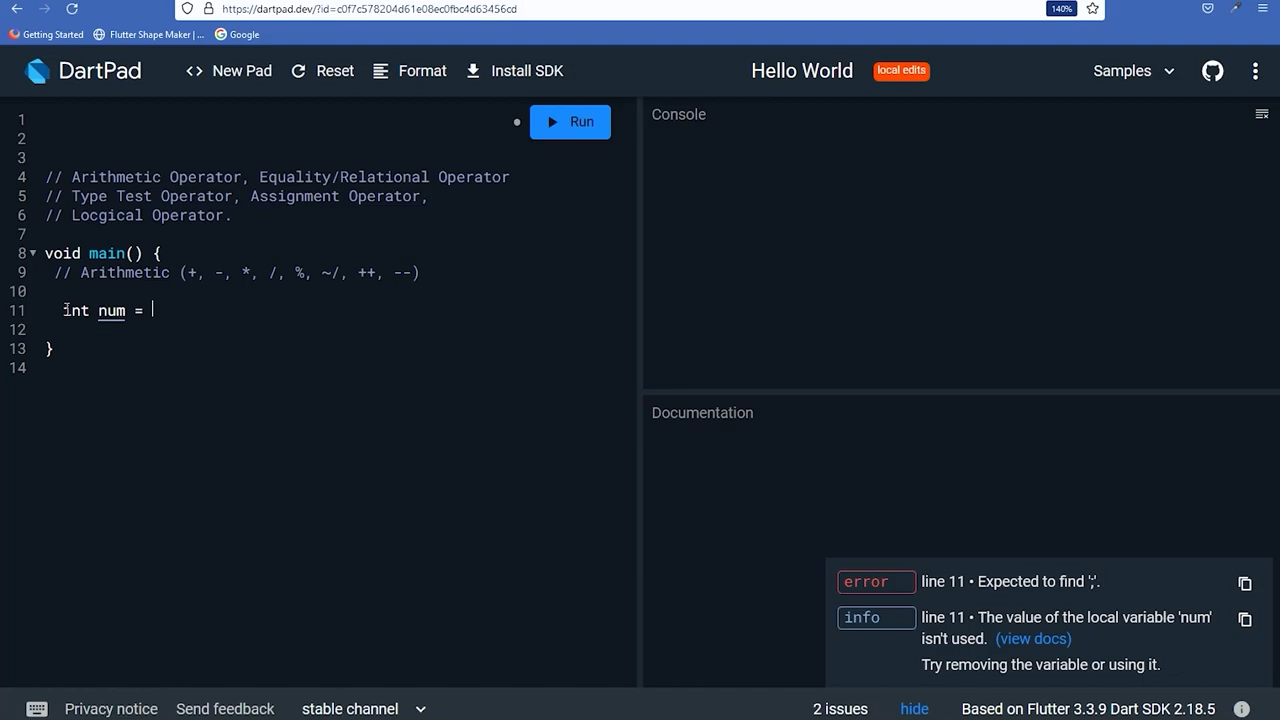 https://dartpad.dev/?id=c0f7c578204d61e08ec0fbc4d63456cd
140%
Getting Started
Flutter Shape Maker | ...
Google
DartPad
<> New Pad
Reset
Format
Install SDK
Hello World
local edits
Samples
Run
Console
1
2
3
4 // Arithmetic Operator, Equality/Relational Operator
5 // Type Test Operator, Assignment Operator,
6 // Locgical Operator.
7
8 void main() {
9 // Arithmetic (+, -, *, /, %, ~/, ++, --)
10
11 int num =
12
13 }
14
Documentation
error line 11 • Expected to find ';'.
info line 11 • The value of the local variable 'num'
isn't used. (view docs)
Try removing the variable or using it.
Privacy notice
Send feedback
stable channel
2 issues
hide
Based on Flutter 3.3.9 Dart SDK 2.18.5